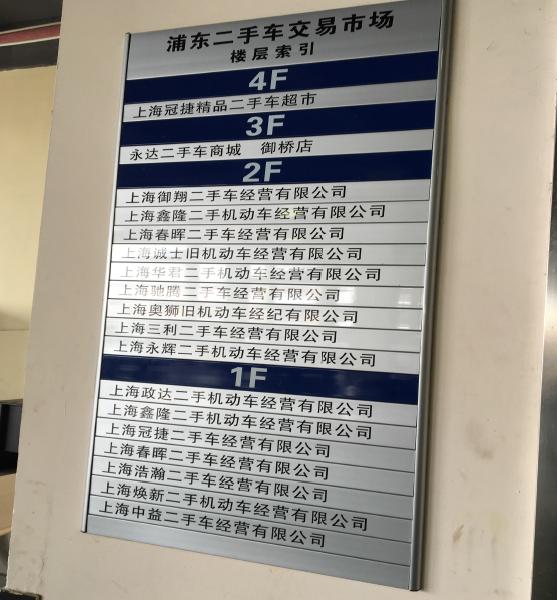 浦东二手车交易市场
楼层索引
4F
上海冠捷精品二手车超市
3F
永达二手车商城 御桥店
2F
上海御翔二手车经营有限公司
上海鑫隆二手机动车经营有限公司
上海春晖二手车经营有限公司
上海诚士旧机动车经营有限公司
上海华君二手机动车经营有限公司
上海驰腾二手车经营有限公司
上海奥狮旧机动车经纪有限公司
上海三利二手车经营有限公司
上海永辉二手机动车经营有限公司
1F
上海政达二手机动车经营有限公司
上海鑫隆二手机动车经营有限公司
上海冠捷二手车经营有限公司
上海春晖二手车经营有限公司
上海浩瀚二手车经营有限公司
上海焕新二手机动车经营有限公司
上海中益二手车经营有限公司